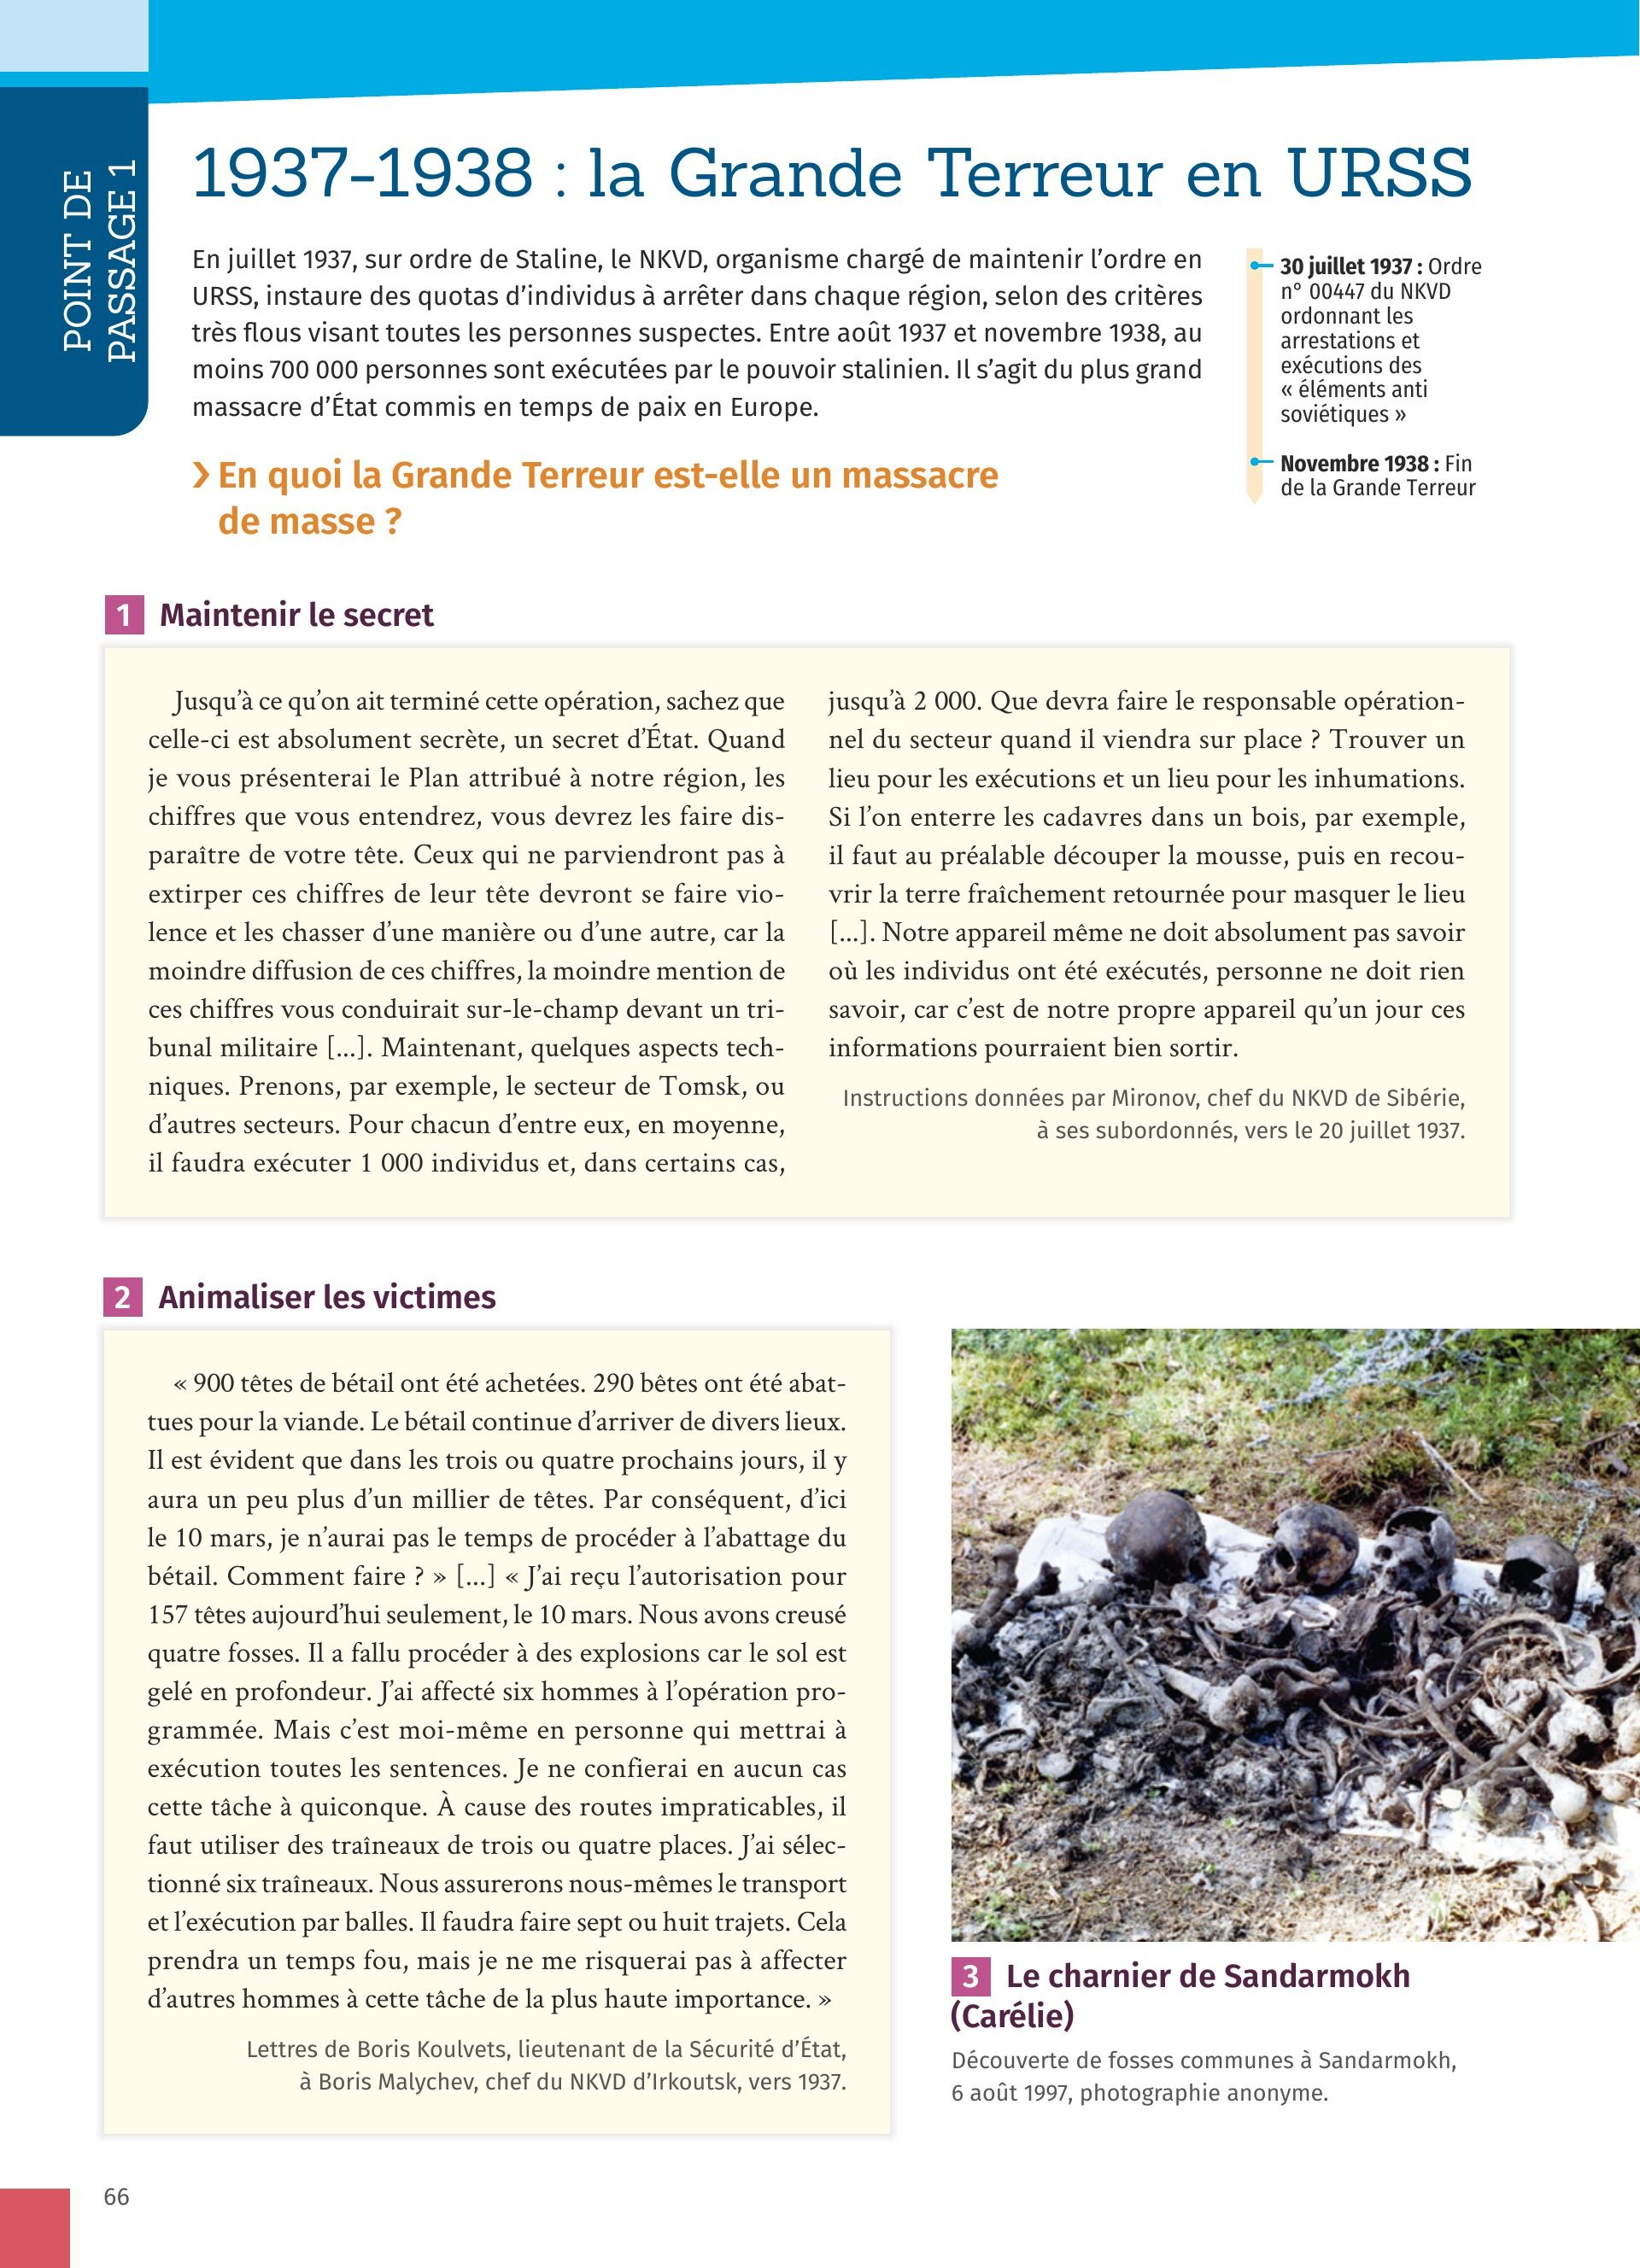 POINT DE
PASSAGE 1
1937-1938 : la Grande Terreur en URSS
En juillet 1937, sur ordre de Staline, le NKVD, organisme chargé de maintenir l’ordre en
URSS, instaure des quotas d’individus à arrêter dans chaque région, selon des critères
très flous visant toutes les personnes suspectes. Entre août 1937 et novembre 1938, au
moins 700 000 personnes sont exécutées par le pouvoir stalinien. Il s’agit du plus grand
massacre d’État commis en temps de paix en Europe.
30 juillet 1937 : Ordre
n° 00447 du NKVD
ordonnant les
arrestations et
exécutions des
« éléments anti
soviétiques »
Novembre 1938 : Fin
de la Grande Terreur
› En quoi la Grande Terreur est-elle un massacre
de masse ?
1 Maintenir le secret
Jusqu’à ce qu’on ait terminé cette opération, sachez que
celle-ci est absolument secrète, un secret d’État. Quand
je vous présenterai le Plan attribué à notre région, les
chiffres que vous entendrez, vous devrez les faire dis-
paraître de votre tête. Ceux qui ne parviendront pas à
extirper ces chiffres de leur tête devront se faire vio-
lence et les chasser d’une manière ou d’une autre, car la
moindre diffusion de ces chiffres, la moindre mention de
ces chiffres vous conduirait sur-le-champ devant un tri-
bunal militaire [...]. Maintenant, quelques aspects tech-
niques. Prenons, par exemple, le secteur de Tomsk, ou
d’autres secteurs. Pour chacun d’entre eux, en moyenne,
il faudra exécuter 1 000 individus et, dans certains cas,
jusqu’à 2 000. Que devra faire le responsable opération-
nel du secteur quand il viendra sur place ? Trouver un
lieu pour les exécutions et un lieu pour les inhumations.
Si l’on enterre les cadavres dans un bois, par exemple,
il faut au préalable découper la mousse, puis en recou-
vrir la terre fraîchement retournée pour masquer le lieu
[...]. Notre appareil même ne doit absolument pas savoir
où les individus ont été exécutés, personne ne doit rien
savoir, car c’est de notre propre appareil qu’un jour ces
informations pourraient bien sortir.
Instructions données par Mironov, chef du NKVD de Sibérie,
à ses subordonnés, vers le 20 juillet 1937.
2 Animaliser les victimes
« 900 têtes de bétail ont été achetées. 290 bêtes ont été abat-
tues pour la viande. Le bétail continue d’arriver de divers lieux.
Il est évident que dans les trois ou quatre prochains jours, il y
aura un peu plus d’un millier de têtes. Par conséquent, d’ici
le 10 mars, je n’aurai pas le temps de procéder à l’abattage du
bétail. Comment faire ? » [...] « J’ai reçu l’autorisation pour
157 têtes aujourd’hui seulement, le 10 mars. Nous avons creusé
quatre fosses. Il a fallu procéder à des explosions car le sol est
gelé en profondeur. J’ai affecté six hommes à l’opération pro-
grammée. Mais c’est moi-même en personne qui mettrai à
exécution toutes les sentences. Je ne confierai en aucun cas
cette tâche à quiconque. À cause des routes impraticables, il
faut utiliser des traîneaux de trois ou quatre places. J’ai sélec-
tionné six traîneaux. Nous assurerons nous-mêmes le transport
et l’exécution par balles. Il faudra faire sept ou huit trajets. Cela
prendra un temps fou, mais je ne me risquerai pas à affecter
d’autres hommes à cette tâche de la plus haute importance. »
Lettres de Boris Koulvets, lieutenant de la Sécurité d’État,
à Boris Malychev, chef du NKVD d’Irkoutsk, vers 1937.
3 Le charnier de Sandarmokh
(Carélie)
Découverte de fosses communes à Sandarmokh,
6 août 1997, photographie anonyme.
66